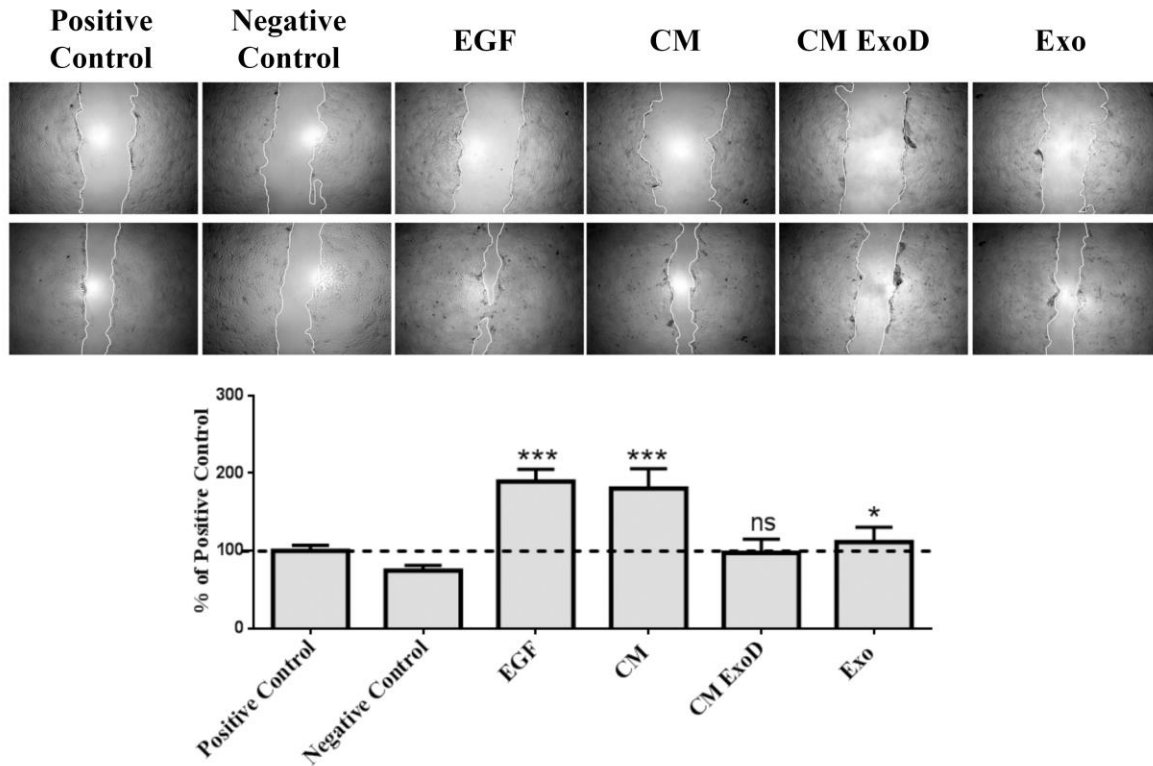 Positive Control
Negative Control
EGF
CM
CM ExoD
Exo
300
200
100
0
% of Positive Control
***
***
ns
*
Positive Control
Negative Control
EGF
CM
CM ExoD
Exo